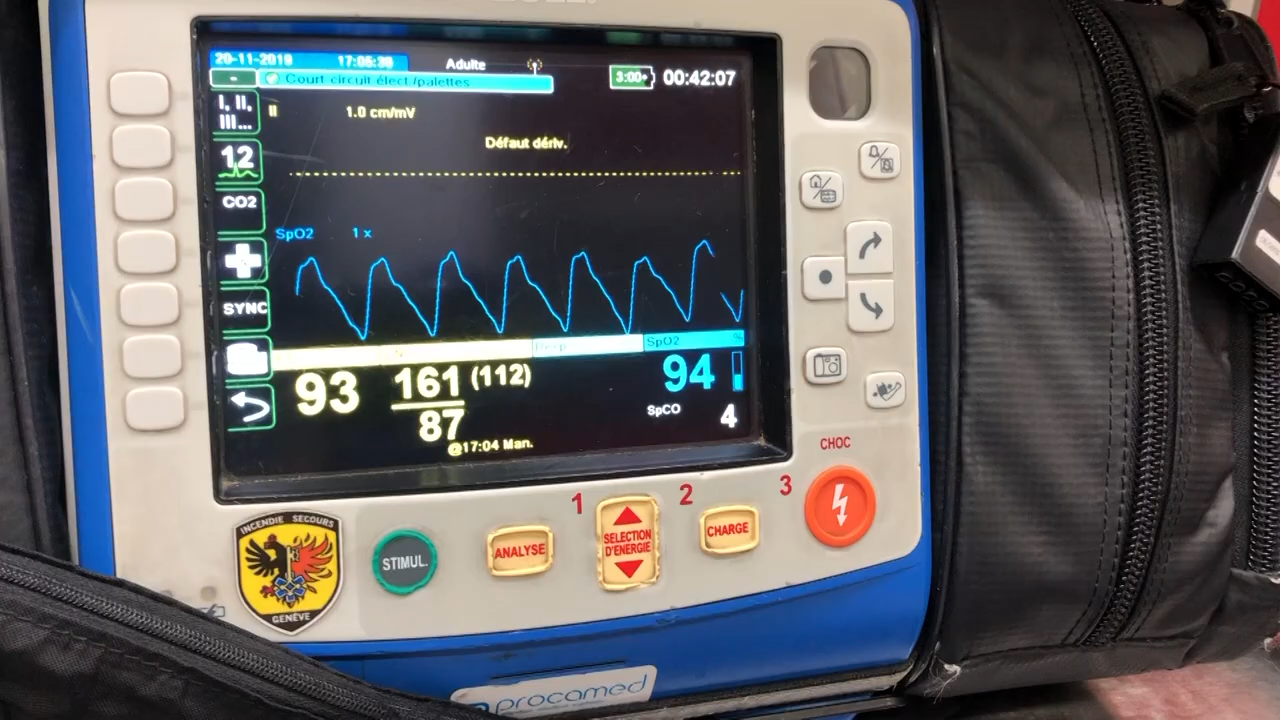 20-11-2019 17:05:36 Adulte 3:00+ 00:42:07
- Court circuit élect./palettes
I, II, III... II 1.0 cm/mV
Défaut dériv.
12
CO2
SpO2 1 x
SYNC
Resp SpO2 %
93 161 (112) 94
87
SpCO 4
@17:04 Man.
CHOC
1 2 3
STIMUL.
ANALYSE
SELECTION
D'ENERGIE
CHARGE
INCENDIE SECOURS
GENÈVE
procamed